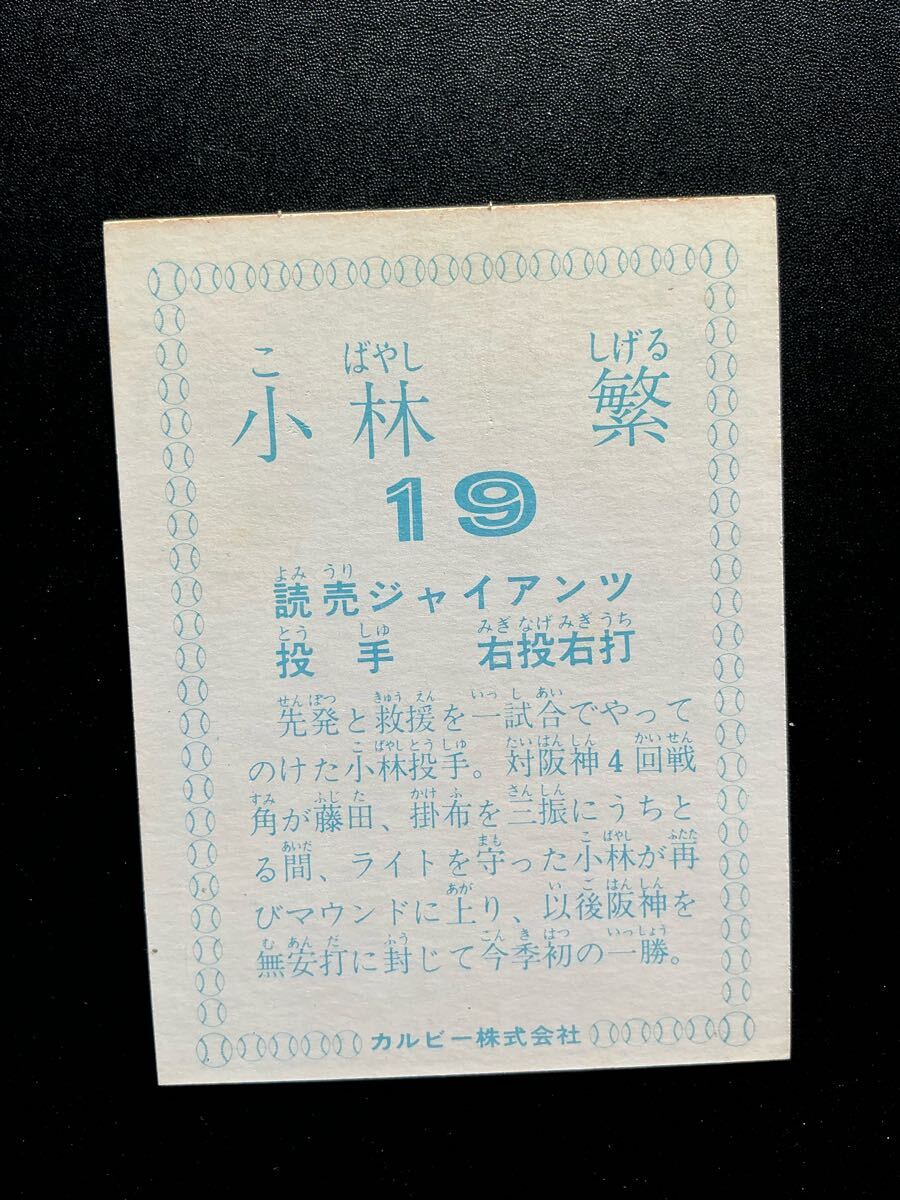 こ ばやし しげる
小林 繁
19
よみ うり
読売ジャイアンツ
とう しゅ みぎ なげ みぎ うち
投手 右投右打
せんぱつ きゅう えん いっ し あい
先発と救援を一試合でやって
こ ばやしとうしゅ たいはんしん かいせん
のけた小林投手。対阪神4回戦
すみ ふじ た かけ ふ さんしん
角が藤田、掛布を三振にうちと
あいだ まも こ ばやし ふたた
る間、ライトを守った小林が再
あが い ご はんしん
びマウンドに上り、以後阪神を
む あん だ ふう こん き はつ いっしょう
無安打に封じて今季初の一勝。
カルビー株式会社